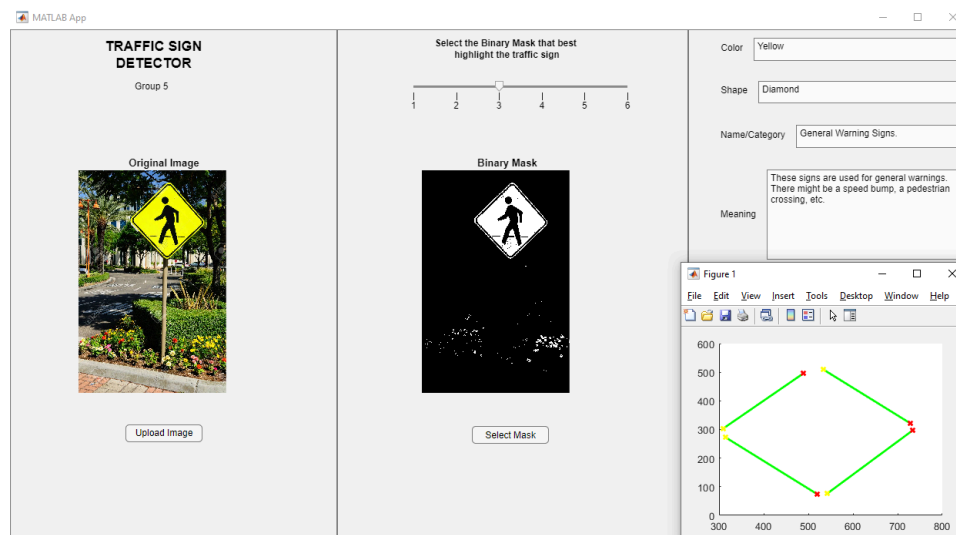 MATLAB App
TRAFFIC SIGN
DETECTOR
Group 5
Original Image
Upload Image
Select the Binary Mask that best
highlight the traffic sign
1 2 3 4 5 6
Binary Mask
Select Mask
Color Yellow
Shape Diamond
Name/Category General Warning Signs.
Meaning
These signs are used for general warnings.
There might be a speed bump, a pedestrian
crossing, etc.
Figure 1
File Edit View Insert Tools Desktop Window Help
600
500
400
300
200
100
0
300 400 500 600 700 800